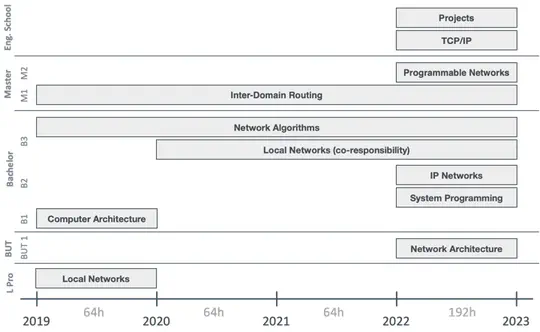 Eng. School
Projects
TCP/IP
Master
M2
Programmable Networks
M1
Inter-Domain Routing
Bachelor
B3
Network Algorithms
Local Networks (co-responsibility)
B2
IP Networks
System Programming
B1
Computer Architecture
BUT
BUT 1
Network Architecture
L Pro
Local Networks
64h
64h
64h
192h
2019
2020
2021
2022
2023